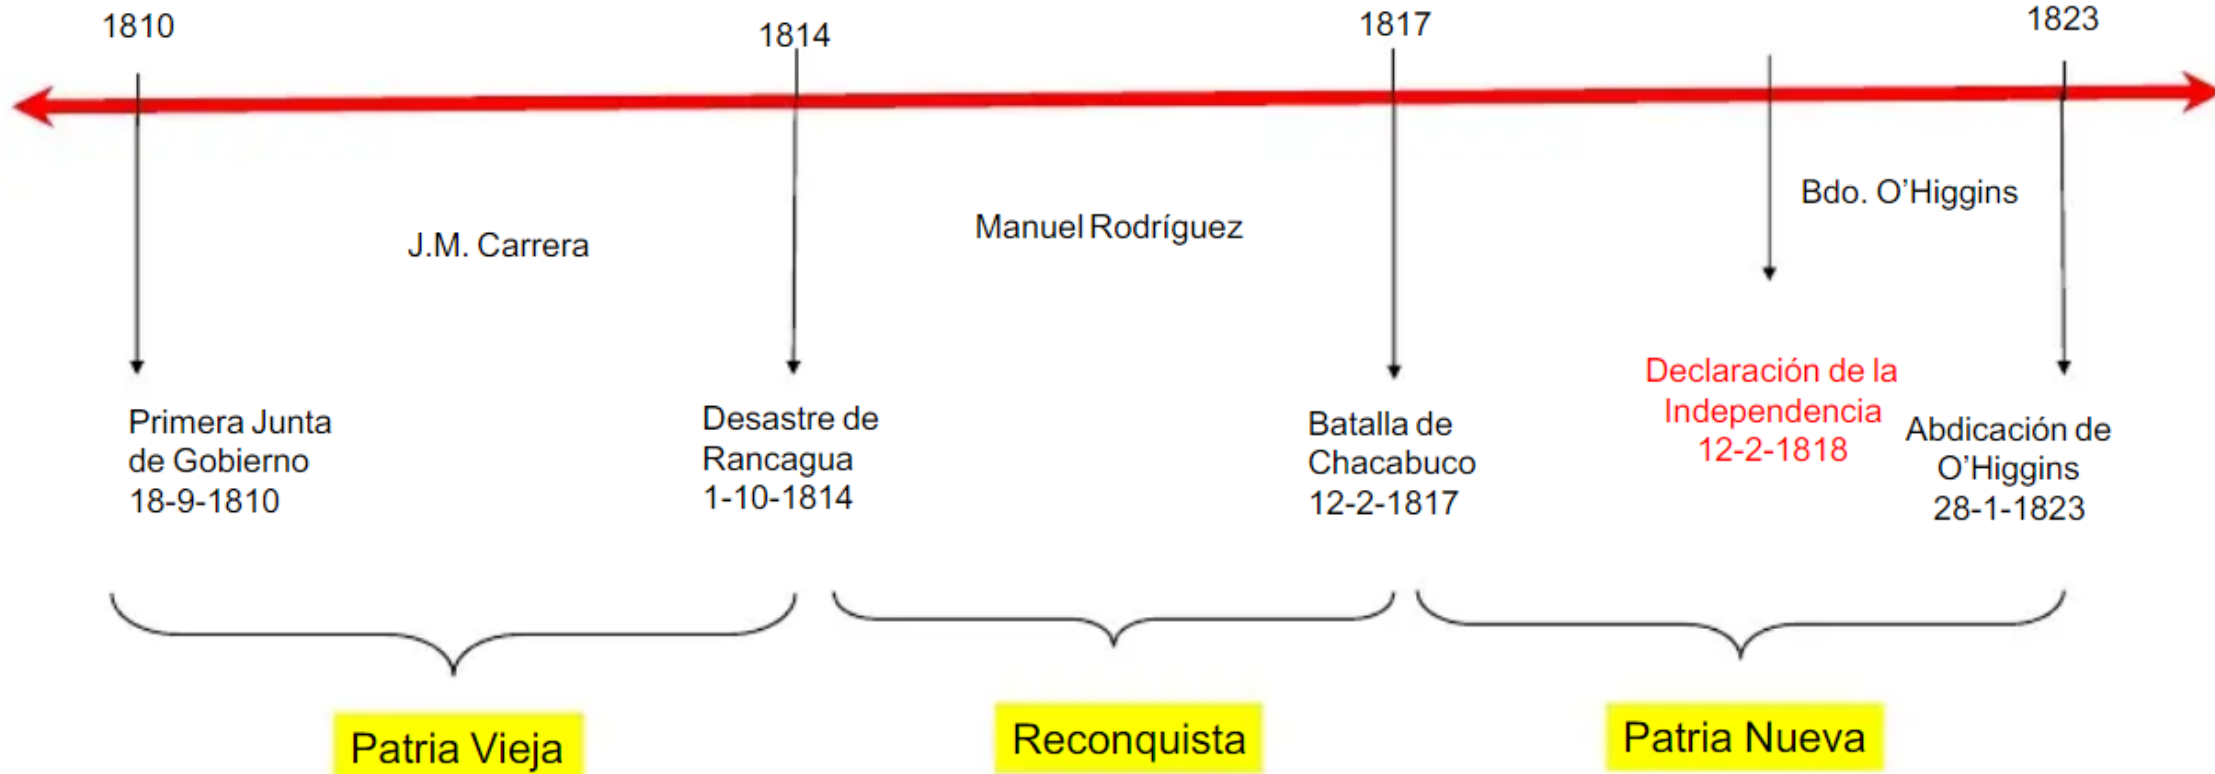 1810
1814
1817
1823
J.M. Carrera
Manuel Rodríguez
Bdo. O’Higgins
Primera Junta
de Gobierno
18-9-1810
Desastre de
Rancagua
1-10-1814
Batalla de
Chacabuco
12-2-1817
Declaración de la
Independencia
12-2-1818
Abdicación de
O’Higgins
28-1-1823
Patria Vieja
Reconquista
Patria Nueva